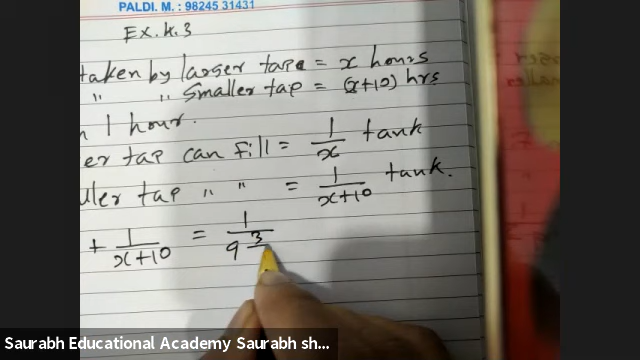 PALDI. M. : 98245 31431
Ex. 4.3
taken by larger tap = x hours
" " Smaller tap = (x+10) hrs
n 1 hour.
er tap can fill = 1/x tank
ller tap " " = 1/x+10 tank.
+ 1/x+10 = 1/9 3
Saurabh Educational Academy Saurabh sh...